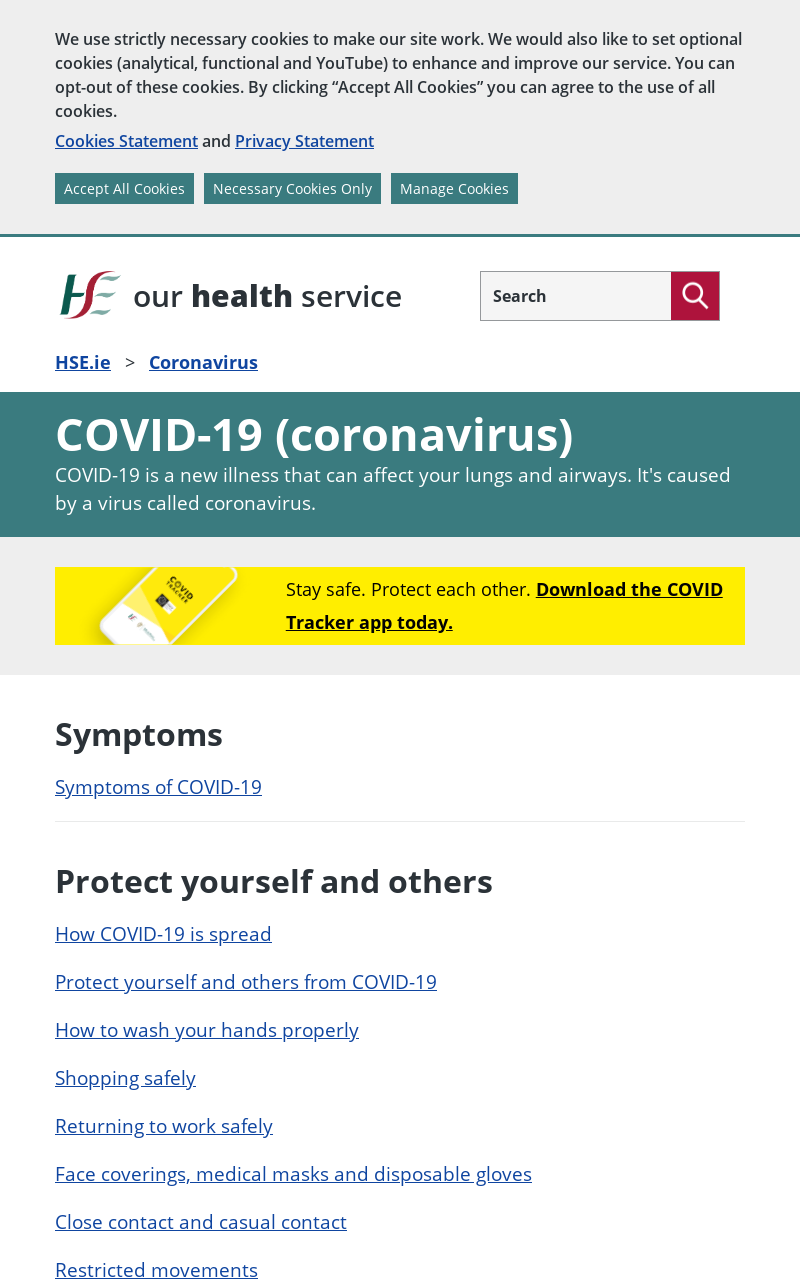 We use strictly necessary cookies to make our site work. We would also like to set optional
cookies (analytical, functional and YouTube) to enhance and improve our service. You can
opt-out of these cookies. By clicking “Accept All Cookies” you can agree to the use of all
cookies.
Cookies Statement and Privacy Statement
Accept All Cookies Necessary Cookies Only Manage Cookies
our health service
Search
HSE.ie > Coronavirus
COVID-19 (coronavirus)
COVID-19 is a new illness that can affect your lungs and airways. It's caused
by a virus called coronavirus.
COVID
TRACKER
Stay safe. Protect each other. Download the COVID
Tracker app today.
Symptoms
Symptoms of COVID-19
Protect yourself and others
How COVID-19 is spread
Protect yourself and others from COVID-19
How to wash your hands properly
Shopping safely
Returning to work safely
Face coverings, medical masks and disposable gloves
Close contact and casual contact
Restricted movements